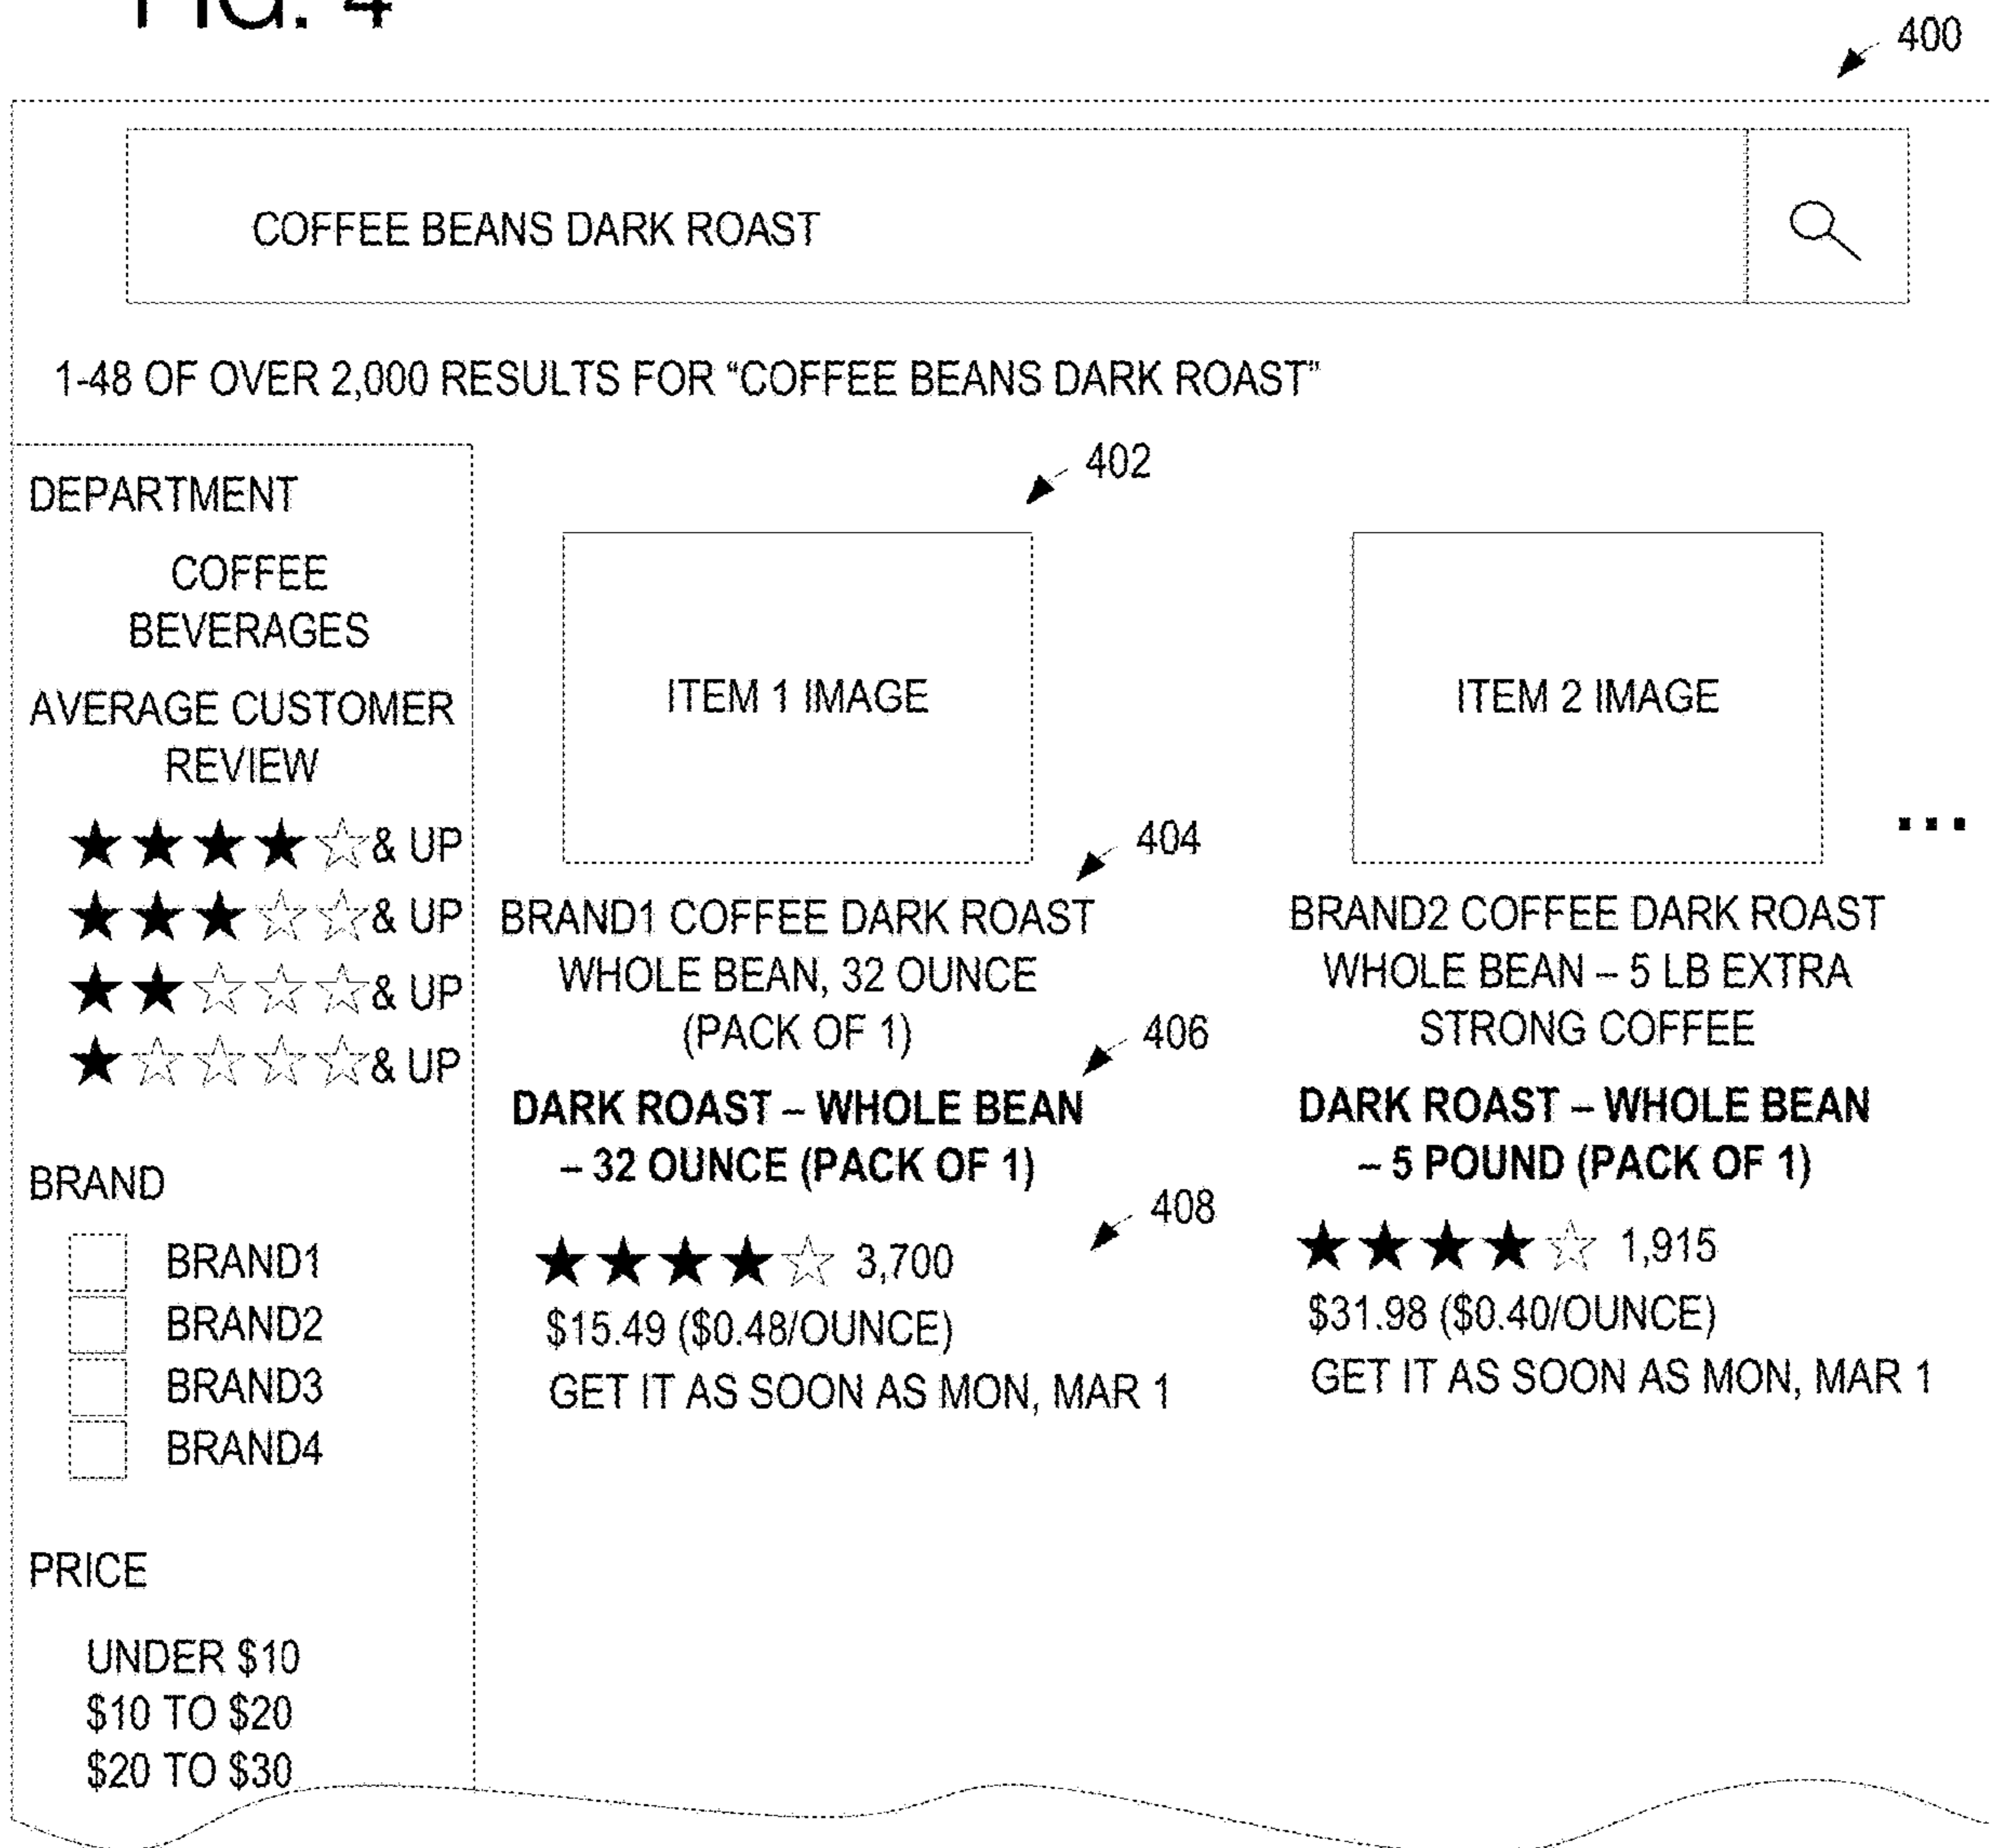 FIG. 4
400
COFFEE BEANS DARK ROAST
1-48 OF OVER 2,000 RESULTS FOR “COFFEE BEANS DARK ROAST”
DEPARTMENT
COFFEE
BEVERAGES
AVERAGE CUSTOMER
REVIEW
★★★★☆& UP
★★★☆☆& UP
★★☆☆☆& UP
★☆☆☆☆& UP
BRAND
BRAND1
BRAND2
BRAND3
BRAND4
PRICE
UNDER $10
$10 TO $20
$20 TO $30
402
ITEM 1 IMAGE
404
BRAND1 COFFEE DARK ROAST
WHOLE BEAN, 32 OUNCE
(PACK OF 1)
406
DARK ROAST – WHOLE BEAN
– 32 OUNCE (PACK OF 1)
408
★★★★☆ 3,700
$15.49 ($0.48/OUNCE)
GET IT AS SOON AS MON, MAR 1
ITEM 2 IMAGE
BRAND2 COFFEE DARK ROAST
WHOLE BEAN – 5 LB EXTRA
STRONG COFFEE
DARK ROAST – WHOLE BEAN
– 5 POUND (PACK OF 1)
★★★★☆ 1,915
$31.98 ($0.40/OUNCE)
GET IT AS SOON AS MON, MAR 1
...